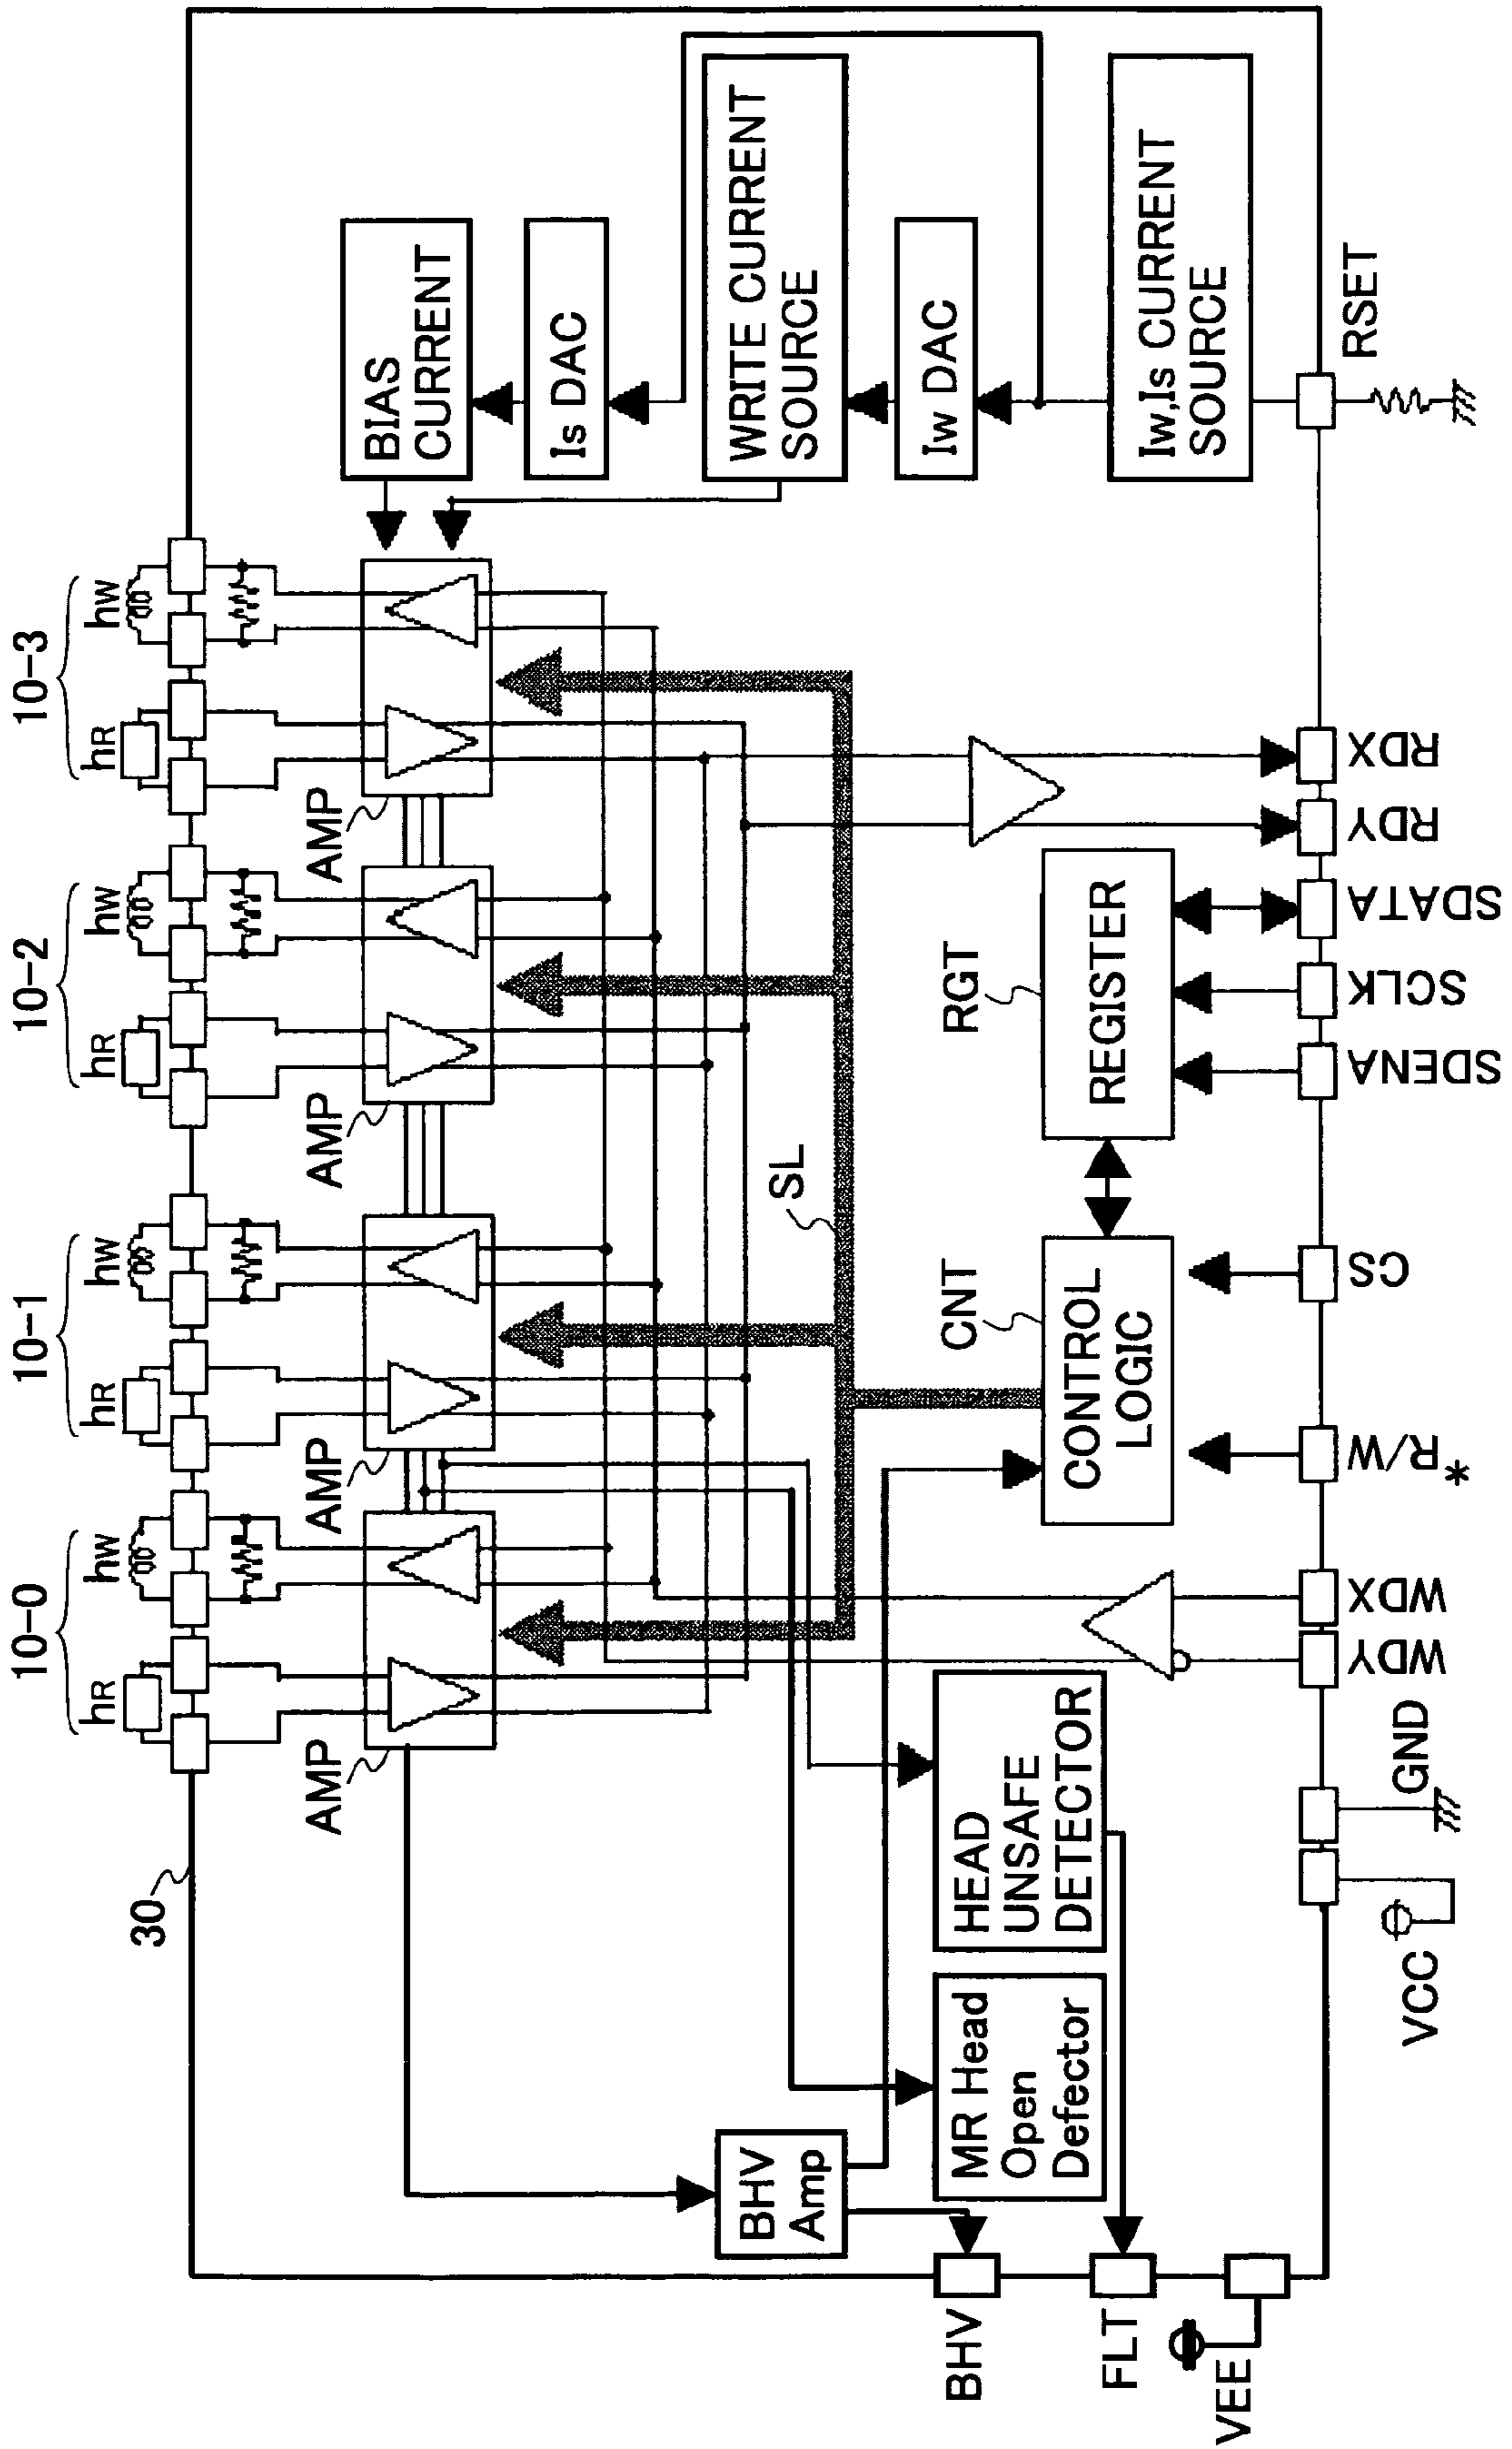 10-0
10-1
10-2
10-3
hR
hW
hR
hW
hR
hW
hR
hW
30
AMP
AMP
AMP
AMP
BIAS
CURRENT
Is DAC
WRITE CURRENT
SOURCE
Iw DAC
Iw,Is CURRENT
SOURCE
SL
BHV
Amp
MR Head
Open
Defector
HEAD
UNSAFE
DETECTOR
CNT
CONTROL
LOGIC
RGT
REGISTER
BHV
FLT
VEE
VCC
GND
WDY
WDX
*R/W
CS
SDENA
SCLK
SDATA
RDY
RDX
RSET